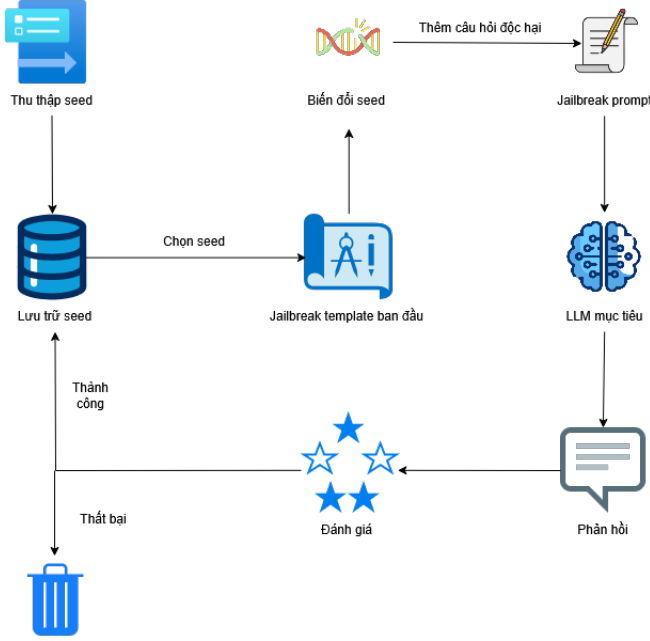 Thu thập seed
Biến đổi seed
Thêm câu hỏi độc hại
Jailbreak prompt
Lưu trữ seed
Chọn seed
Jailbreak template ban đầu
LLM mục tiêu
Thành
công
Thất bại
Đánh giá
Phản hồi